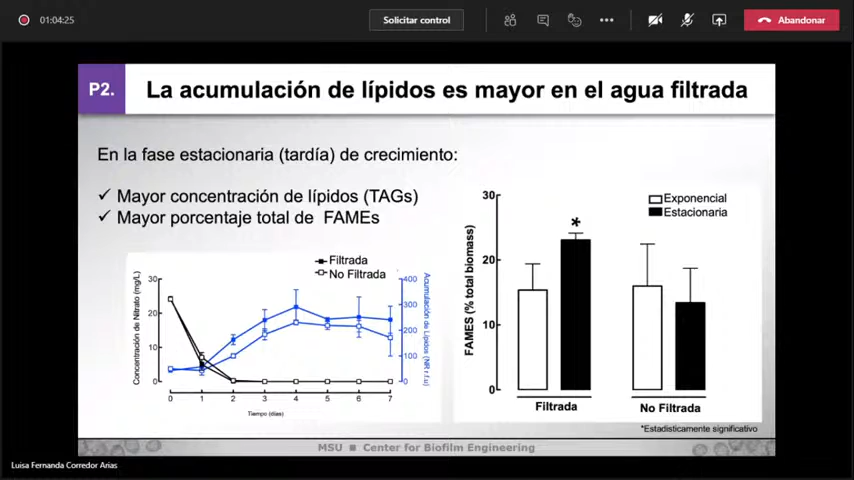 01:04:25
Solicitar control
Abandonar
P2.
La acumulación de lípidos es mayor en el agua filtrada
En la fase estacionaria (tardía) de crecimiento:
✓ Mayor concentración de lípidos (TAGs)
✓ Mayor porcentaje total de FAMEs
Filtrada
No Filtrada
Concentración de Nitrato (mg/L)
30
20
10
0
0 1 2 3 4 5 6 7
Tiempo (días)
400
300
200
100
0
Acumulación de Lípidos (NR r.f.u)
FAMES (% total biomass)
30
20
10
0
Exponencial
Estacionaria
*
Filtrada
No Filtrada
*Estadisticamente significativo
MSU ■ Center for Biofilm Engineering
Luisa Fernanda Corredor Arias